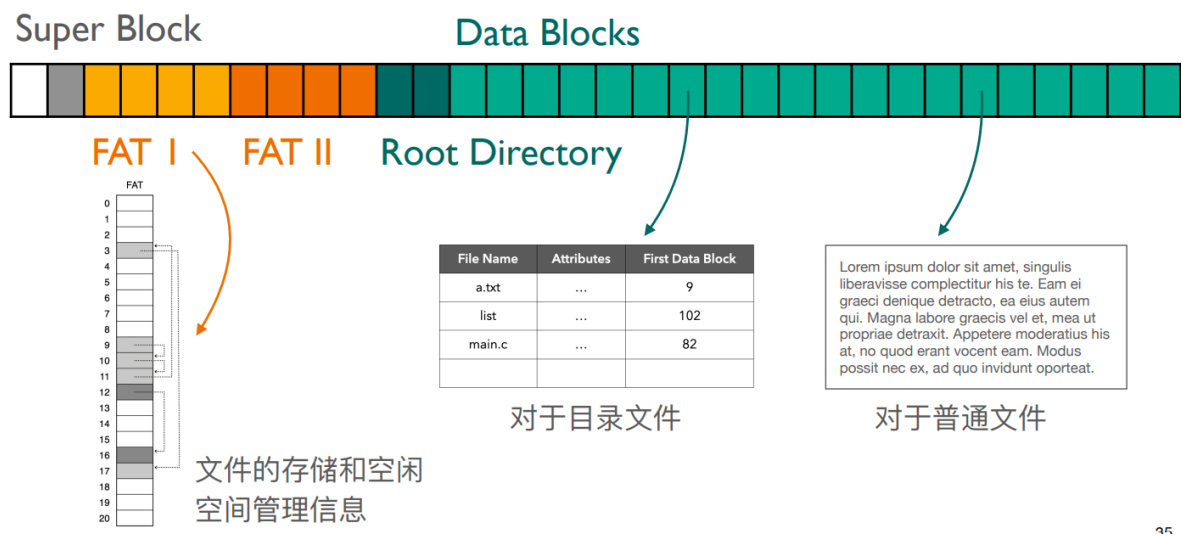 Super Block
Data Blocks
FAT I
FAT II
Root Directory
FAT
0
1
2
3
4
5
6
7
8
9
10
11
12
13
14
15
16
17
18
19
20
文件的存储和空闲
空间管理信息
File Name Attributes First Data Block
a.txt ... 9
list ... 102
main.c ... 82
对于目录文件
Lorem ipsum dolor sit amet, singulis
liberavisse complectitur his te. Eam ei
graeci denique detracto, ea eius autem
qui. Magna labore graecis vel et, mea ut
propriae detraxit. Appetere moderatius his
at, no quod erant vocent eam. Modus
possit nec ex, ad quo invidunt oporteat.
对于普通文件
35